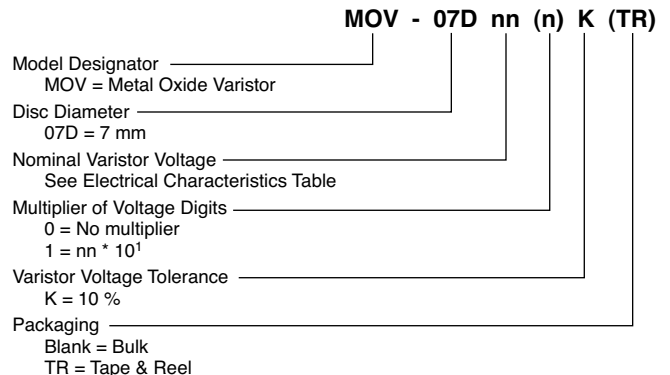 MOV - 07D nn (n) K (TR)
Model Designator
MOV = Metal Oxide Varistor
Disc Diameter
07D = 7 mm
Nominal Varistor Voltage
See Electrical Characteristics Table
Multiplier of Voltage Digits
0 = No multiplier
1 = nn * 10¹
Varistor Voltage Tolerance
K = 10 %
Packaging
Blank = Bulk
TR = Tape & Reel